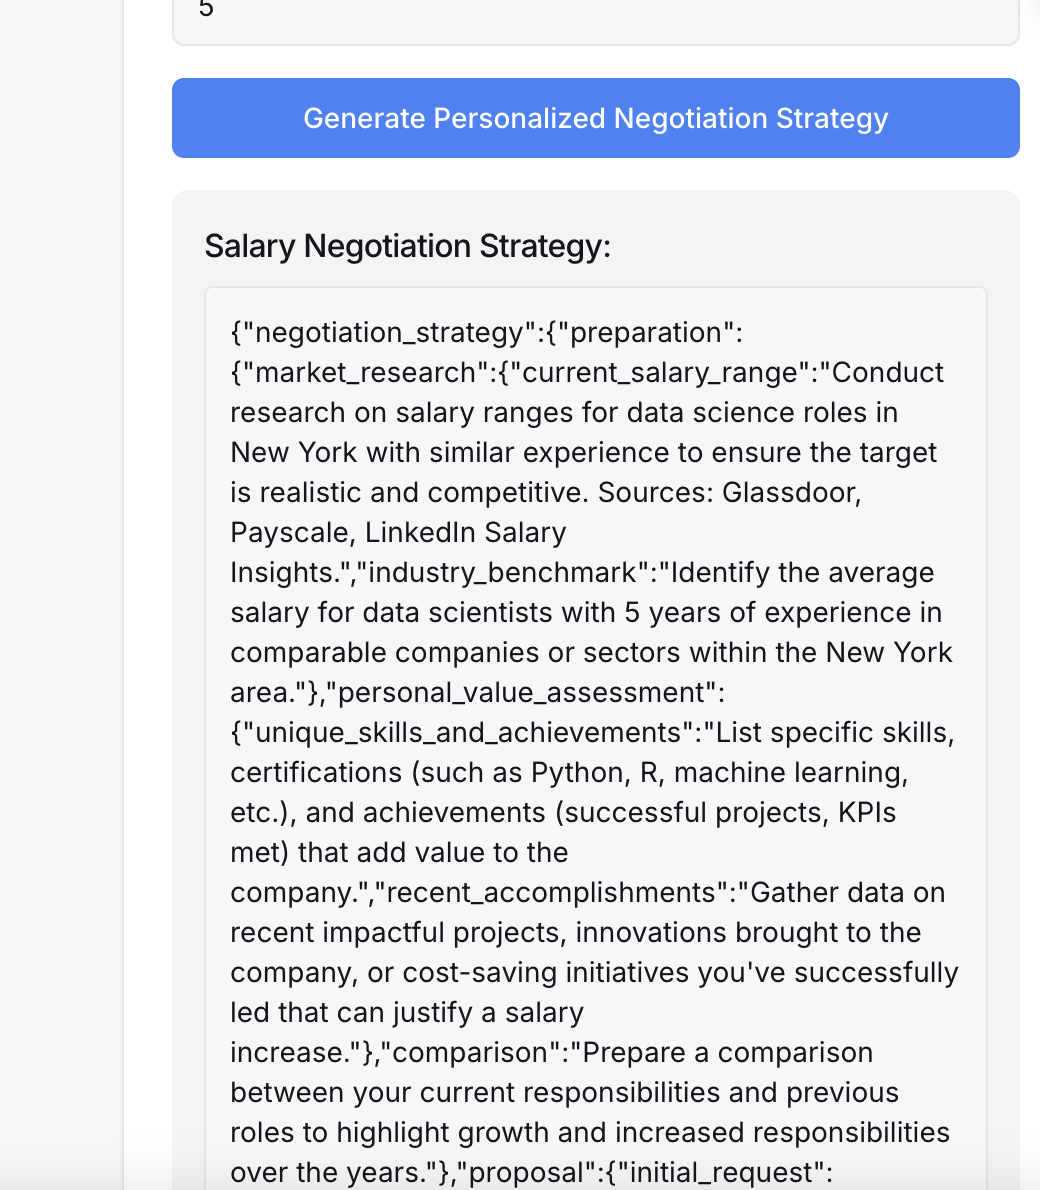 5
Generate Personalized Negotiation Strategy
Salary Negotiation Strategy:
{"negotiation_strategy":{"preparation":
{"market_research":{"current_salary_range":"Conduct
research on salary ranges for data science roles in
New York with similar experience to ensure the target
is realistic and competitive. Sources: Glassdoor,
Payscale, LinkedIn Salary
Insights.","industry_benchmark":"Identify the average
salary for data scientists with 5 years of experience in
comparable companies or sectors within the New York
area."},"personal_value_assessment":
{"unique_skills_and_achievements":"List specific skills,
certifications (such as Python, R, machine learning,
etc.), and achievements (successful projects, KPIs
met) that add value to the
company.","recent_accomplishments":"Gather data on
recent impactful projects, innovations brought to the
company, or cost-saving initiatives you've successfully
led that can justify a salary
increase."},"comparison":"Prepare a comparison
between your current responsibilities and previous
roles to highlight growth and increased responsibilities
over the years."},"proposal":{"initial_request":